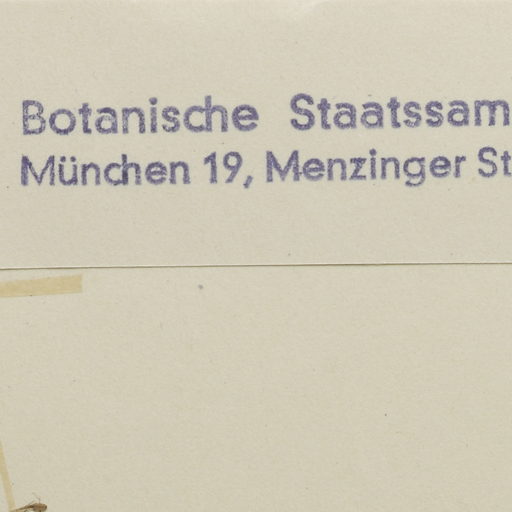 Botanische Staatssam
München 19, Menzinger St